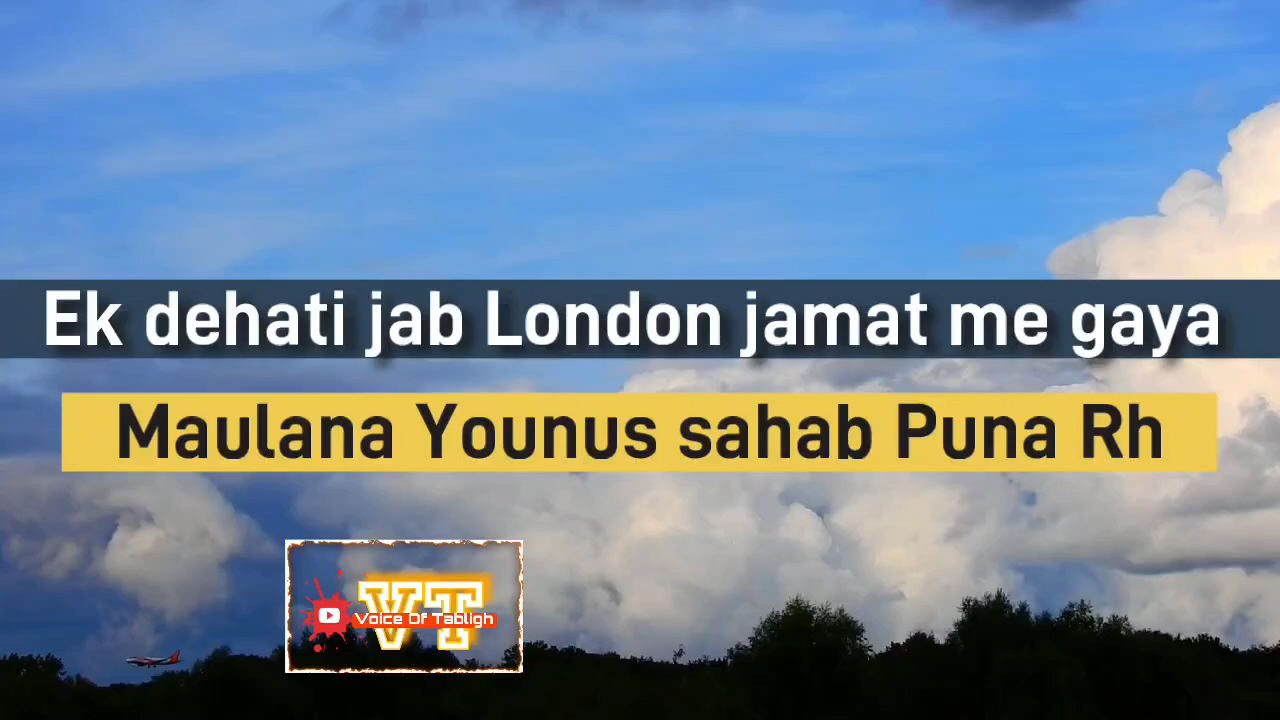 Ek dehati jab London jamat me gaya
Maulana Younus sahab Puna Rh
VT
Voice Of Tabligh